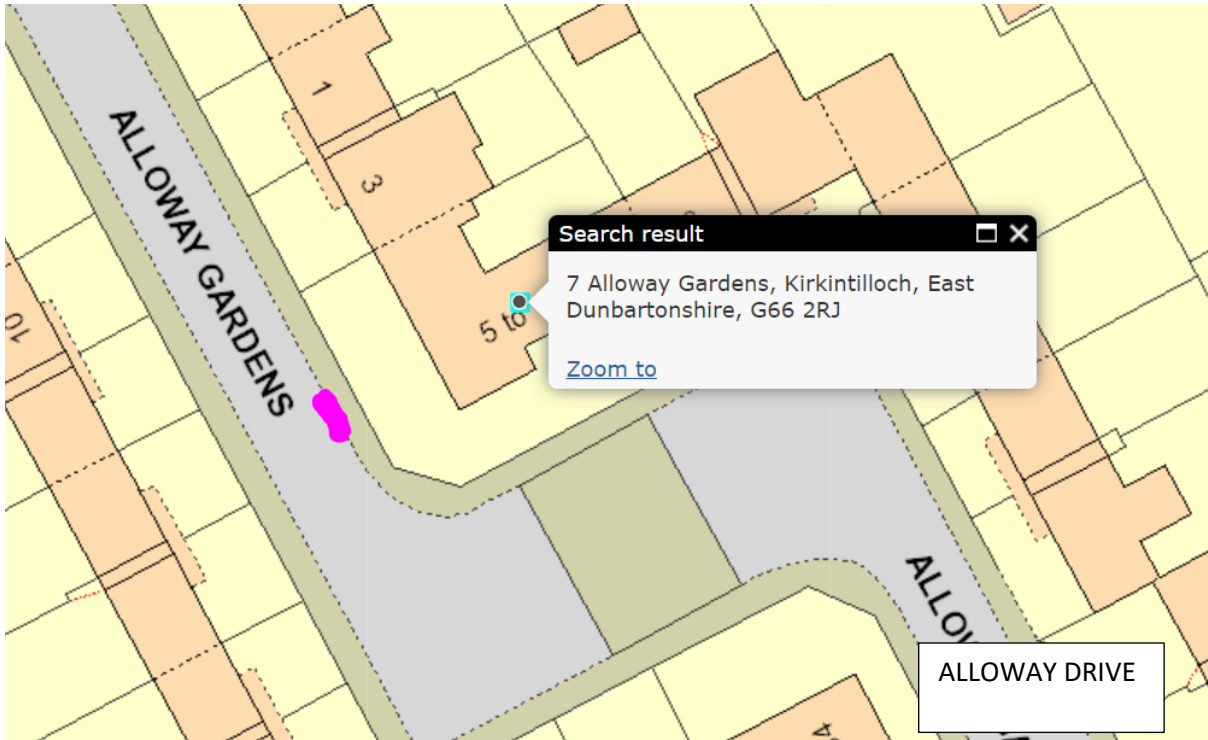 1
ALLOWAY GARDENS
3
Search result
7 Alloway Gardens, Kirkintilloch, East
Dunbartonshire, G66 2RJ
Zoom to
5 to
10
ALLOWAY DRIVE